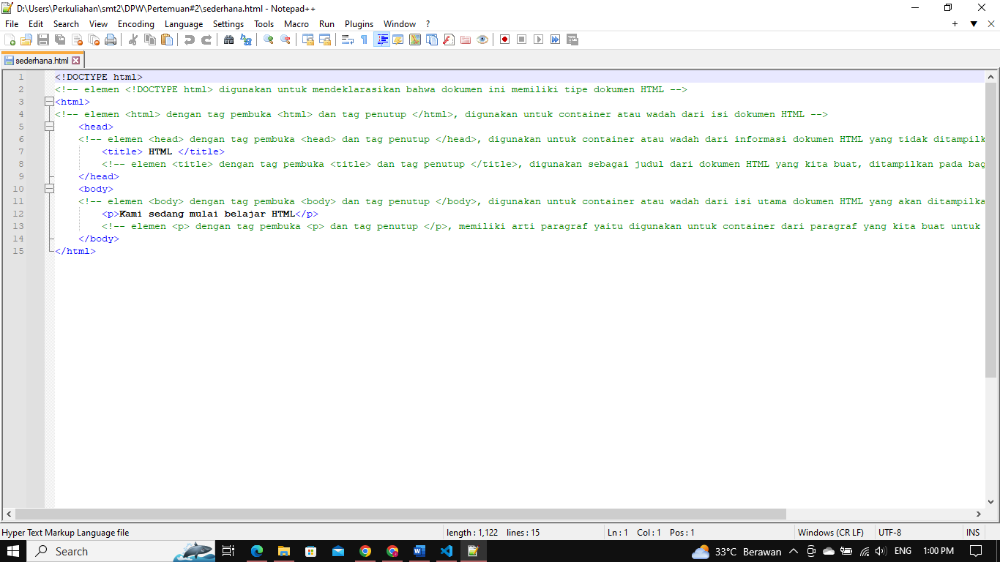 D:\Users\Perkuliahan\smt2\DPW\Pertemuan#2\sederhana.html - Notepad++
File Edit Search View Encoding Language Settings Tools Macro Run Plugins Window ?
sederhana.html
1 <!DOCTYPE html>
2 <!-- elemen <!DOCTYPE html> digunakan untuk mendeklarasikan bahwa dokumen ini memiliki tipe dokumen HTML -->
3 <html>
4 <!-- elemen <html> dengan tag pembuka <html> dan tag penutup </html>, digunakan untuk container atau wadah dari isi dokumen HTML -->
5 <head>
6 <!-- elemen <head> dengan tag pembuka <head> dan tag penutup </head>, digunakan untuk container atau wadah dari informasi dokumen HTML yang tidak ditampilk
7 <title> HTML </title>
8 <!-- elemen <title> dengan tag pembuka <title> dan tag penutup </title>, digunakan sebagai judul dari dokumen HTML yang kita buat, ditampilkan pada bag
9 </head>
10 <body>
11 <!-- elemen <body> dengan tag pembuka <body> dan tag penutup </body>, digunakan untuk container atau wadah dari isi utama dokumen HTML yang akan ditampilka
12 <p>Kami sedang mulai belajar HTML</p>
13 <!-- elemen <p> dengan tag pembuka <p> dan tag penutup </p>, memiliki arti paragraf yaitu digunakan untuk container dari paragraf yang kita buat untuk
14 </body>
15 </html>
Hyper Text Markup Language file length : 1,122 lines : 15 Ln : 1 Col : 1 Pos : 1 Windows (CR LF) UTF-8 INS
Search 33°C Berawan ENG 1:00 PM